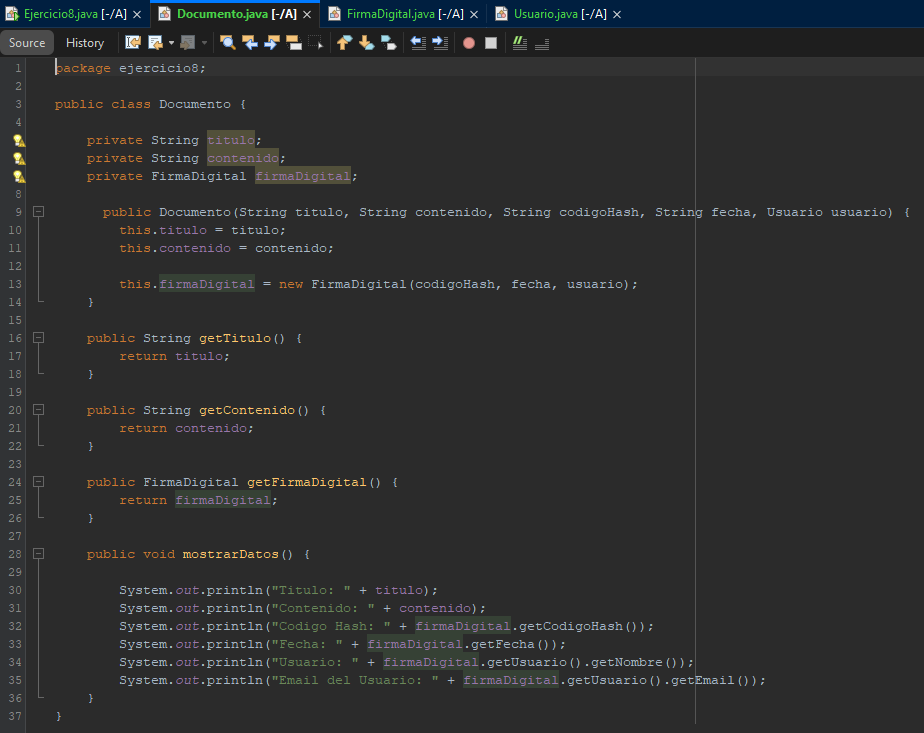 Ejercicio8.java [-/A] × Documento.java [-/A] × FirmaDigital.java [-/A] × Usuario.java [-/A] ×
Source History
1 package ejercicio8;
2
3 public class Documento {
4
private String titulo;
private String contenido;
private FirmaDigital firmaDigital;
8
9 public Documento(String titulo, String contenido, String codigoHash, String fecha, Usuario usuario) {
10 this.titulo = titulo;
11 this.contenido = contenido;
12
13 this.firmaDigital = new FirmaDigital(codigoHash, fecha, usuario);
14 }
15
16 public String getTitulo() {
17 return titulo;
18 }
19
20 public String getContenido() {
21 return contenido;
22 }
23
24 public FirmaDigital getFirmaDigital() {
25 return firmaDigital;
26 }
27
28 public void mostrarDatos() {
29
30 System.out.println("Titulo: " + titulo);
31 System.out.println("Contenido: " + contenido);
32 System.out.println("Codigo Hash: " + firmaDigital.getCodigoHash());
33 System.out.println("Fecha: " + firmaDigital.getFecha());
34 System.out.println("Usuario: " + firmaDigital.getUsuario().getNombre());
35 System.out.println("Email del Usuario: " + firmaDigital.getUsuario().getEmail());
36 }
37 }